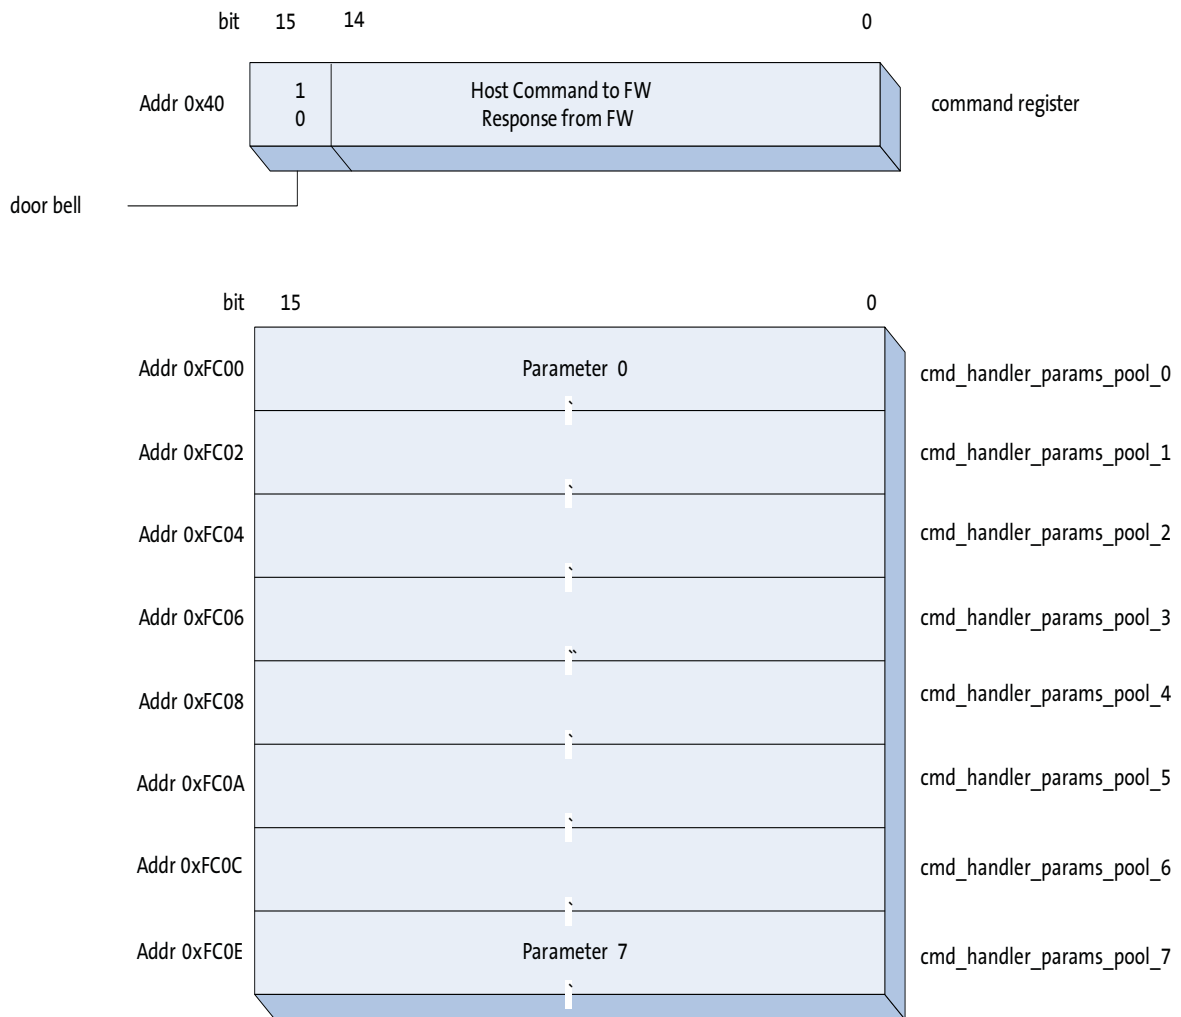 bit 15 14 0
Addr 0x40 1 Host Command to FW command register
0 Response from FW
door bell
bit 15 0
Addr 0xFC00 Parameter 0 cmd_handler_params_pool_0
Addr 0xFC02 cmd_handler_params_pool_1
Addr 0xFC04 cmd_handler_params_pool_2
Addr 0xFC06 cmd_handler_params_pool_3
Addr 0xFC08 cmd_handler_params_pool_4
Addr 0xFC0A cmd_handler_params_pool_5
Addr 0xFC0C cmd_handler_params_pool_6
Addr 0xFC0E Parameter 7 cmd_handler_params_pool_7